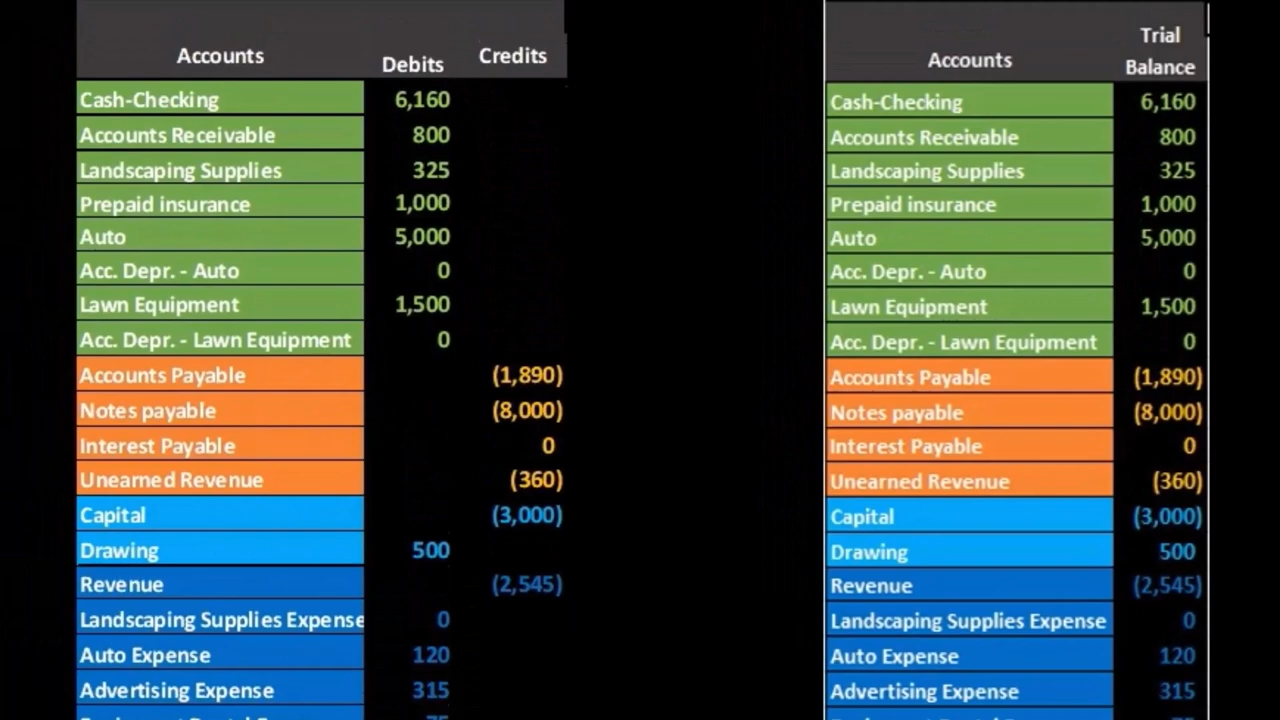 Accounts Debits Credits
Cash-Checking 6,160
Accounts Receivable 800
Landscaping Supplies 325
Prepaid insurance 1,000
Auto 5,000
Acc. Depr. - Auto 0
Lawn Equipment 1,500
Acc. Depr. - Lawn Equipment 0
Accounts Payable (1,890)
Notes payable (8,000)
Interest Payable 0
Unearned Revenue (360)
Capital (3,000)
Drawing 500
Revenue (2,545)
Landscaping Supplies Expense 0
Auto Expense 120
Advertising Expense 315
Accounts Trial Balance
Cash-Checking 6,160
Accounts Receivable 800
Landscaping Supplies 325
Prepaid insurance 1,000
Auto 5,000
Acc. Depr. - Auto 0
Lawn Equipment 1,500
Acc. Depr. - Lawn Equipment 0
Accounts Payable (1,890)
Notes payable (8,000)
Interest Payable 0
Unearned Revenue (360)
Capital (3,000)
Drawing 500
Revenue (2,545)
Landscaping Supplies Expense 0
Auto Expense 120
Advertising Expense 315